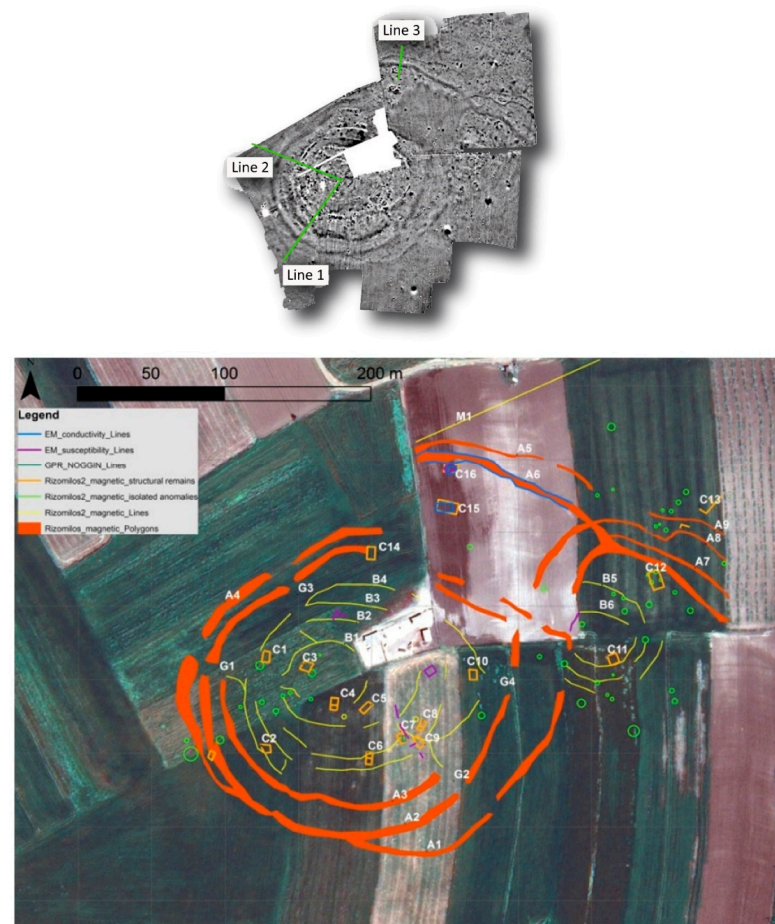 Line 3
Line 2
Line 1
N
0 50 100 200 m
Legend
EM_conductivity_Lines
EM_susceptibility_Lines
GPR_NOGGIN_Lines
Rizomilos2_magnetic_structural remains
Rizomilos2_magnetic_isolated anomalies
Rizomilos2_magnetic_Lines
Rizomilos_magnetic_Polygons
M1
A5
C16
A6
C15
C13
A9
A8
C14
A7
G3
B4
A4
C12
B3
B5
B2
B6
B1
C1
C3
G1
C10
C11
G4
C4
C5
C8
C7
C2
C6
C9
G2
A3
A2
A1